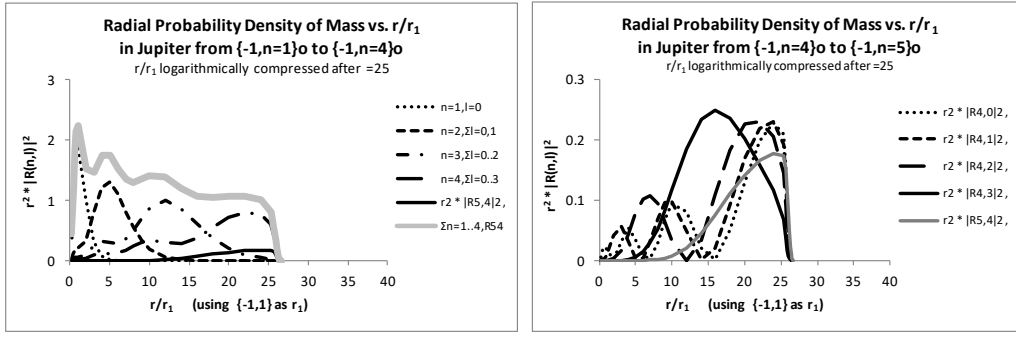 Radial Probability Density of Mass vs. r/r₁
in Jupiter from {-1,n=1}o to {-1,n=4}o
r/r₁ logarithmically compressed after =25
3
2
1
0
r² * |R(n,l)|²
0 5 10 15 20 25 30 40
r/r₁ (using {-1,1} as r₁)
n=1,l=0
n=2,Σl=0,1
n=3,Σl=0..2
n=4,Σl=0.3
r2 * |R5,4|2,
Σn=1..4,R54
Radial Probability Density of Mass vs. r/r₁
in Jupiter from {-1,n=4}o to {-1,n=5}o
r/r₁ logarithmically compressed after =25
0.3
0.2
0.1
0
r² * |R(n,l)|²
0 5 10 15 20 25 30 40
r/r₁ (using {-1,1} as r₁)
r2 * |R4,0|2,
r2 * |R4,1|2,
r2 * |R4,2|2,
r2 * |R4,3|2,
r2 * |R5,4|2,